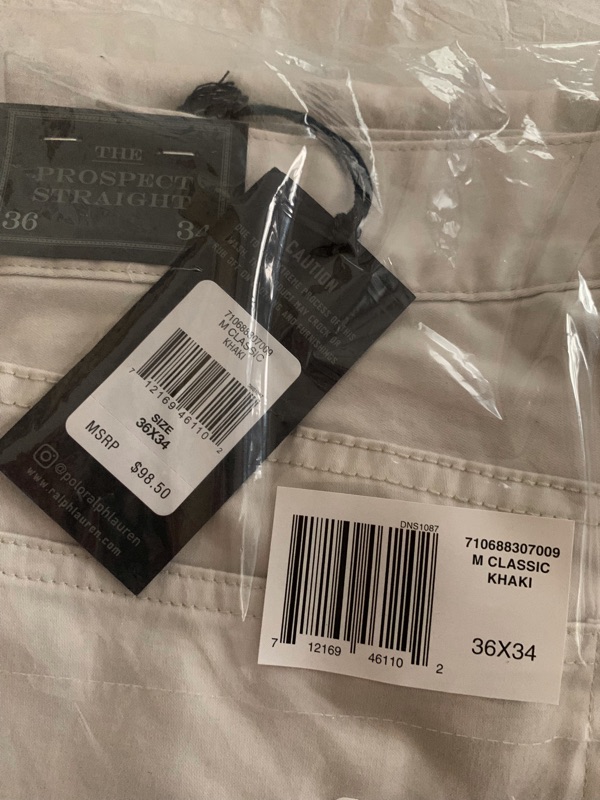 THE
PROSPECT
STRAIGHT
36
34
CAUTION
710688307009
M CLASSIC
KHAKI
7 12169 46110 2
SIZE
36X34
MSRP $98.50
@poloralphlauren
www.ralphlauren.com
DNS1087
710688307009
M CLASSIC
KHAKI
7 12169 46110 2
36X34